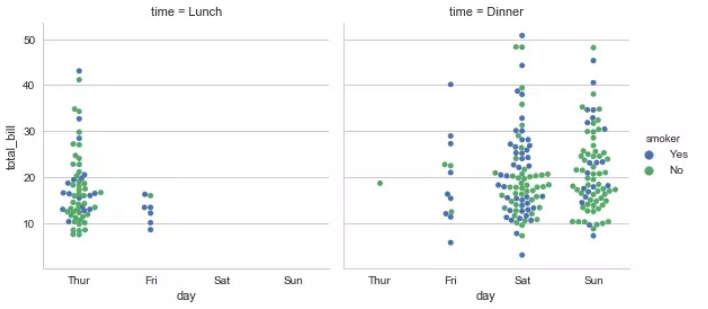 time = Lunch
time = Dinner
total_bill
50
40
30
20
10
Thur Fri Sat Sun
day
Thur Fri Sat Sun
day
smoker
Yes
No